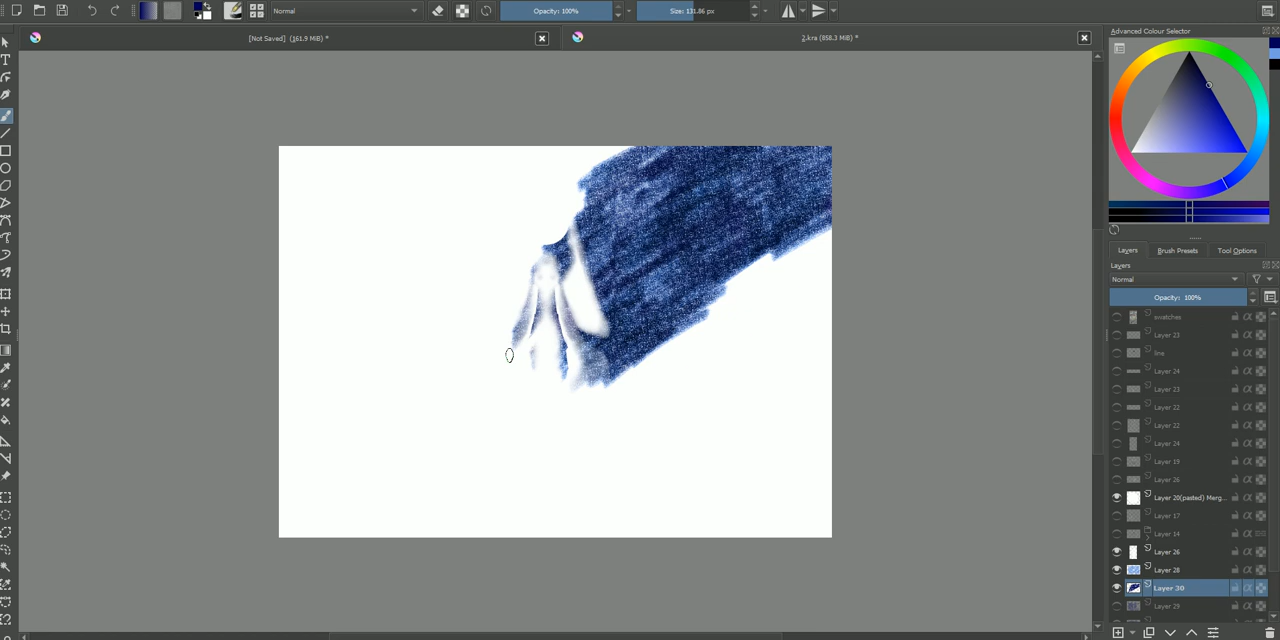 Normal
Opacity: 100%
Size: 131.86 px
[Not Saved] (161.9 MiB) *
2.kra (858.3 MiB) *
Advanced Colour Selector
Layers
Brush Presets
Tool Options
Layers
Normal
Opacity: 100%
swatches
Layer 23
line
Layer 24
Layer 23
Layer 22
Layer 22
Layer 24
Layer 19
Layer 26
Layer 20(pasted) Merg...
Layer 17
Layer 14
Layer 26
Layer 28
Layer 30
Layer 29